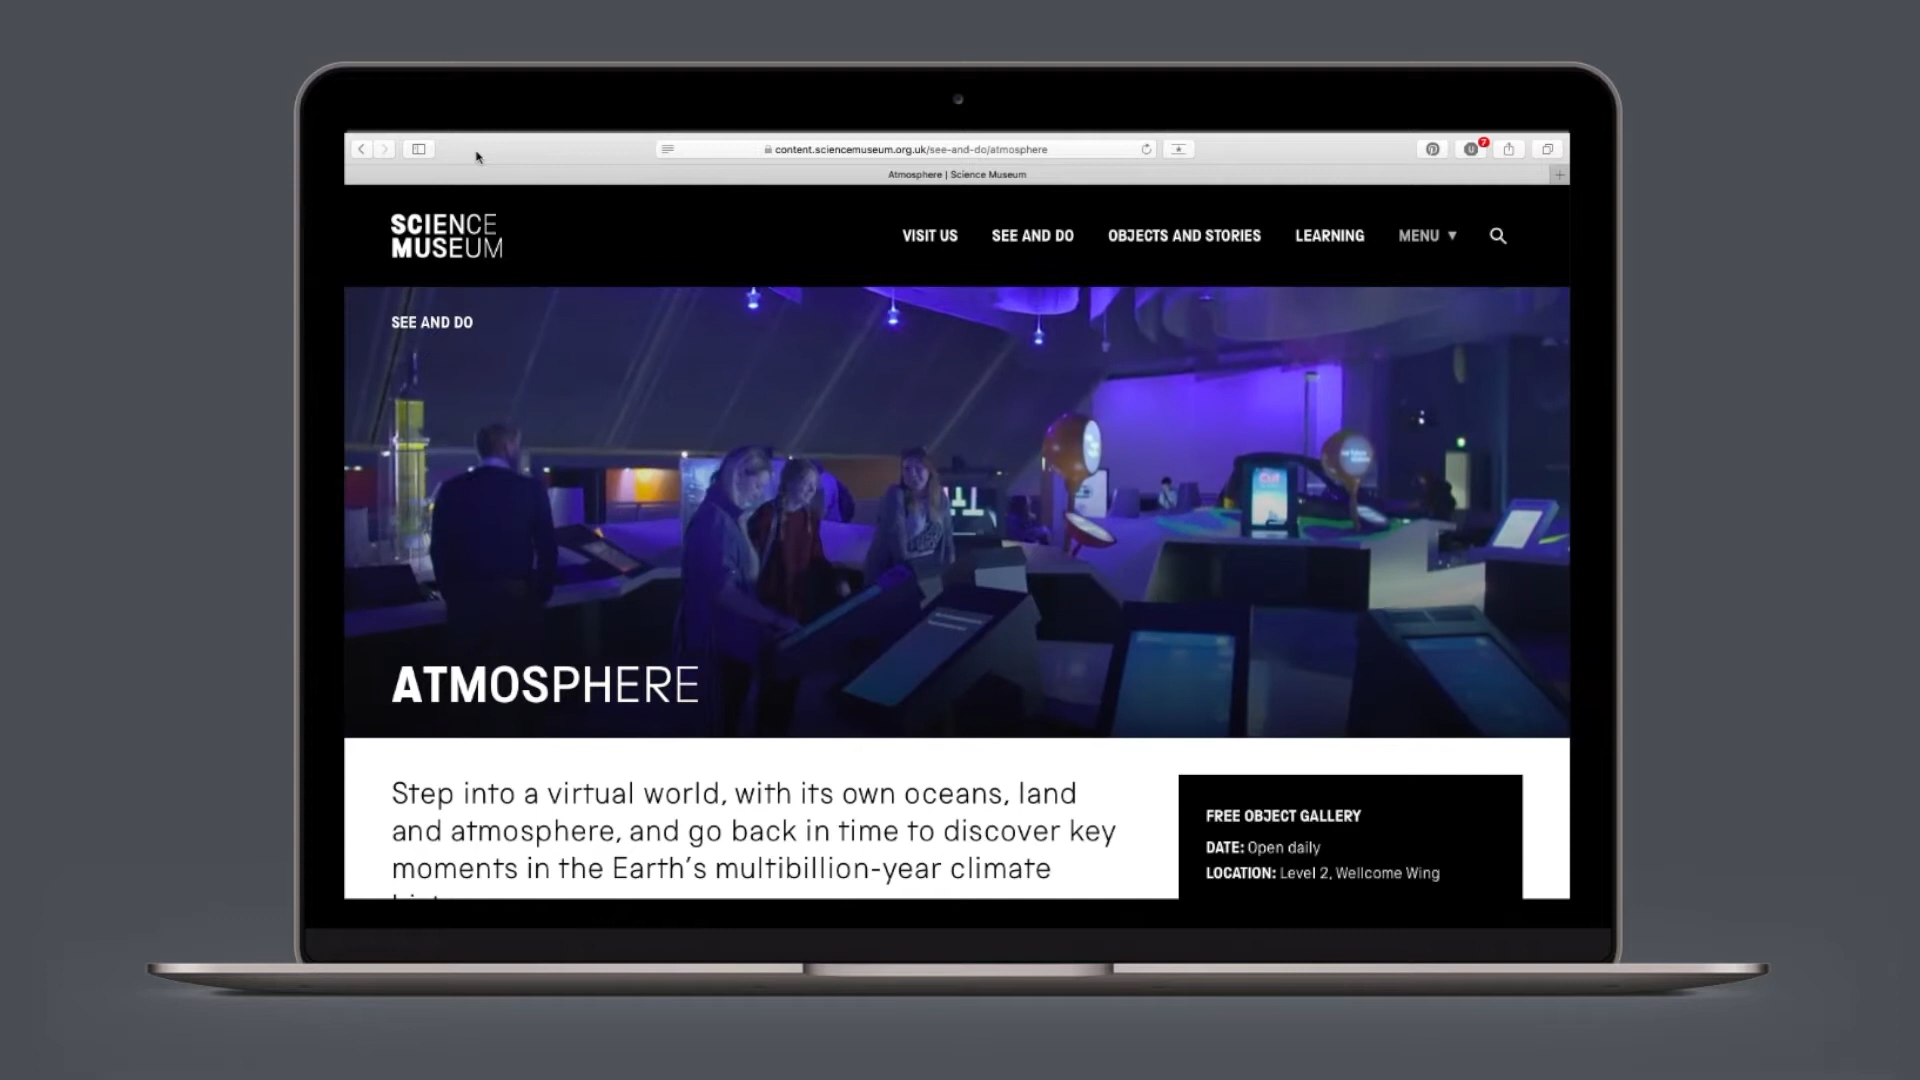 content.sciencemuseum.org.uk/see-and-do/atmosphere
7
Atmosphere | Science Museum
SCIENCE
MUSEUM
VISIT US
SEE AND DO
OBJECTS AND STORIES
LEARNING
MENU
SEE AND DO
ATMOSPHERE
Step into a virtual world, with its own oceans, land
and atmosphere, and go back in time to discover key
moments in the Earth's multibillion-year climate
FREE OBJECT GALLERY
DATE: Open daily
LOCATION: Level 2, Wellcome Wing